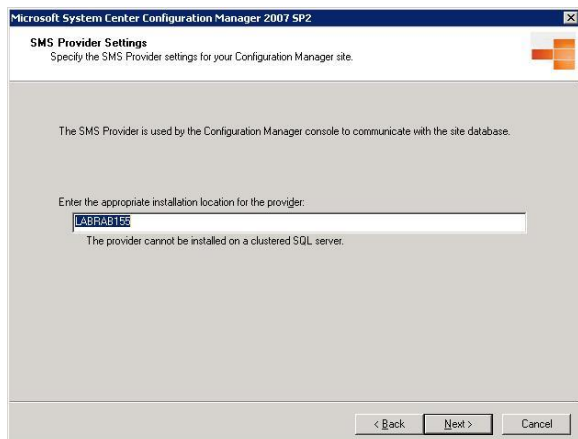 Microsoft System Center Configuration Manager 2007 SP2
SMS Provider Settings
Specify the SMS Provider settings for your Configuration Manager site.
The SMS Provider is used by the Configuration Manager console to communicate with the site database.
Enter the appropriate installation location for the provider:
LABRAB155
The provider cannot be installed on a clustered SQL server.
< Back
Next >
Cancel